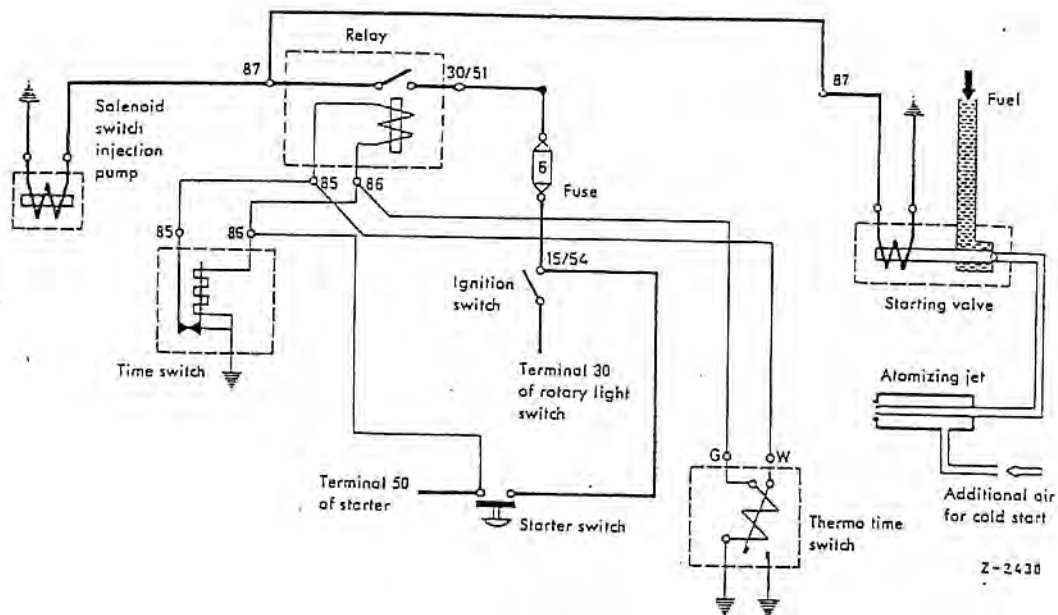 Relay
87
30/51
87
Fuel
Salenoid
switch
injection
pump
6
Fuse
85
86
85
86
15/54
Ignition
switch
Starting valve
Time switch
Terminal 30
of rotary light
switch
Atomizing jet
G
W
Terminal 50
of starter
Starter switch
Thermo time
switch
Additional air
for cold start
Z-2430